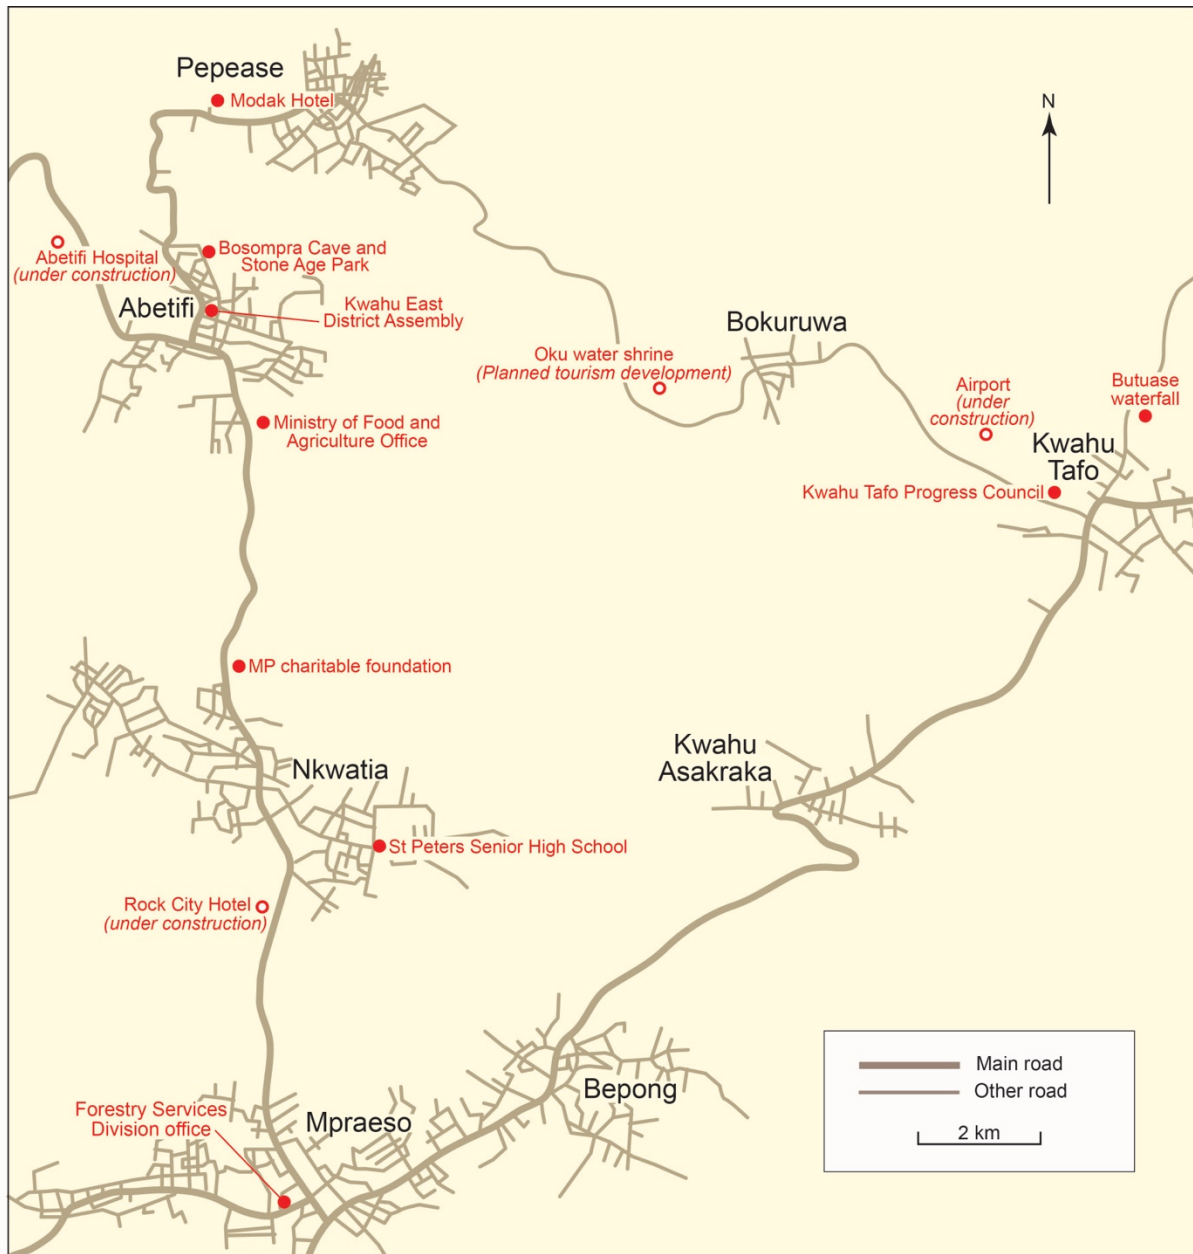 Pepease
Modak Hotel
N
Abetifi Hospital
(under construction)
Bosompra Cave and
Stone Age Park
Abetifi
Kwahu East
District Assembly
Bokuruwa
Oku water shrine
(Planned tourism development)
Airport
(under
construction)
Butuase
waterfall
Ministry of Food and
Agriculture Office
Kwahu
Tafo
Kwahu Tafo Progress Council
MP charitable foundation
Nkwatia
Kwahu
Asakraka
St Peters Senior High School
Rock City Hotel
(under construction)
Main road
Other road
2 km
Bepong
Forestry Services
Division office
Mpraeso